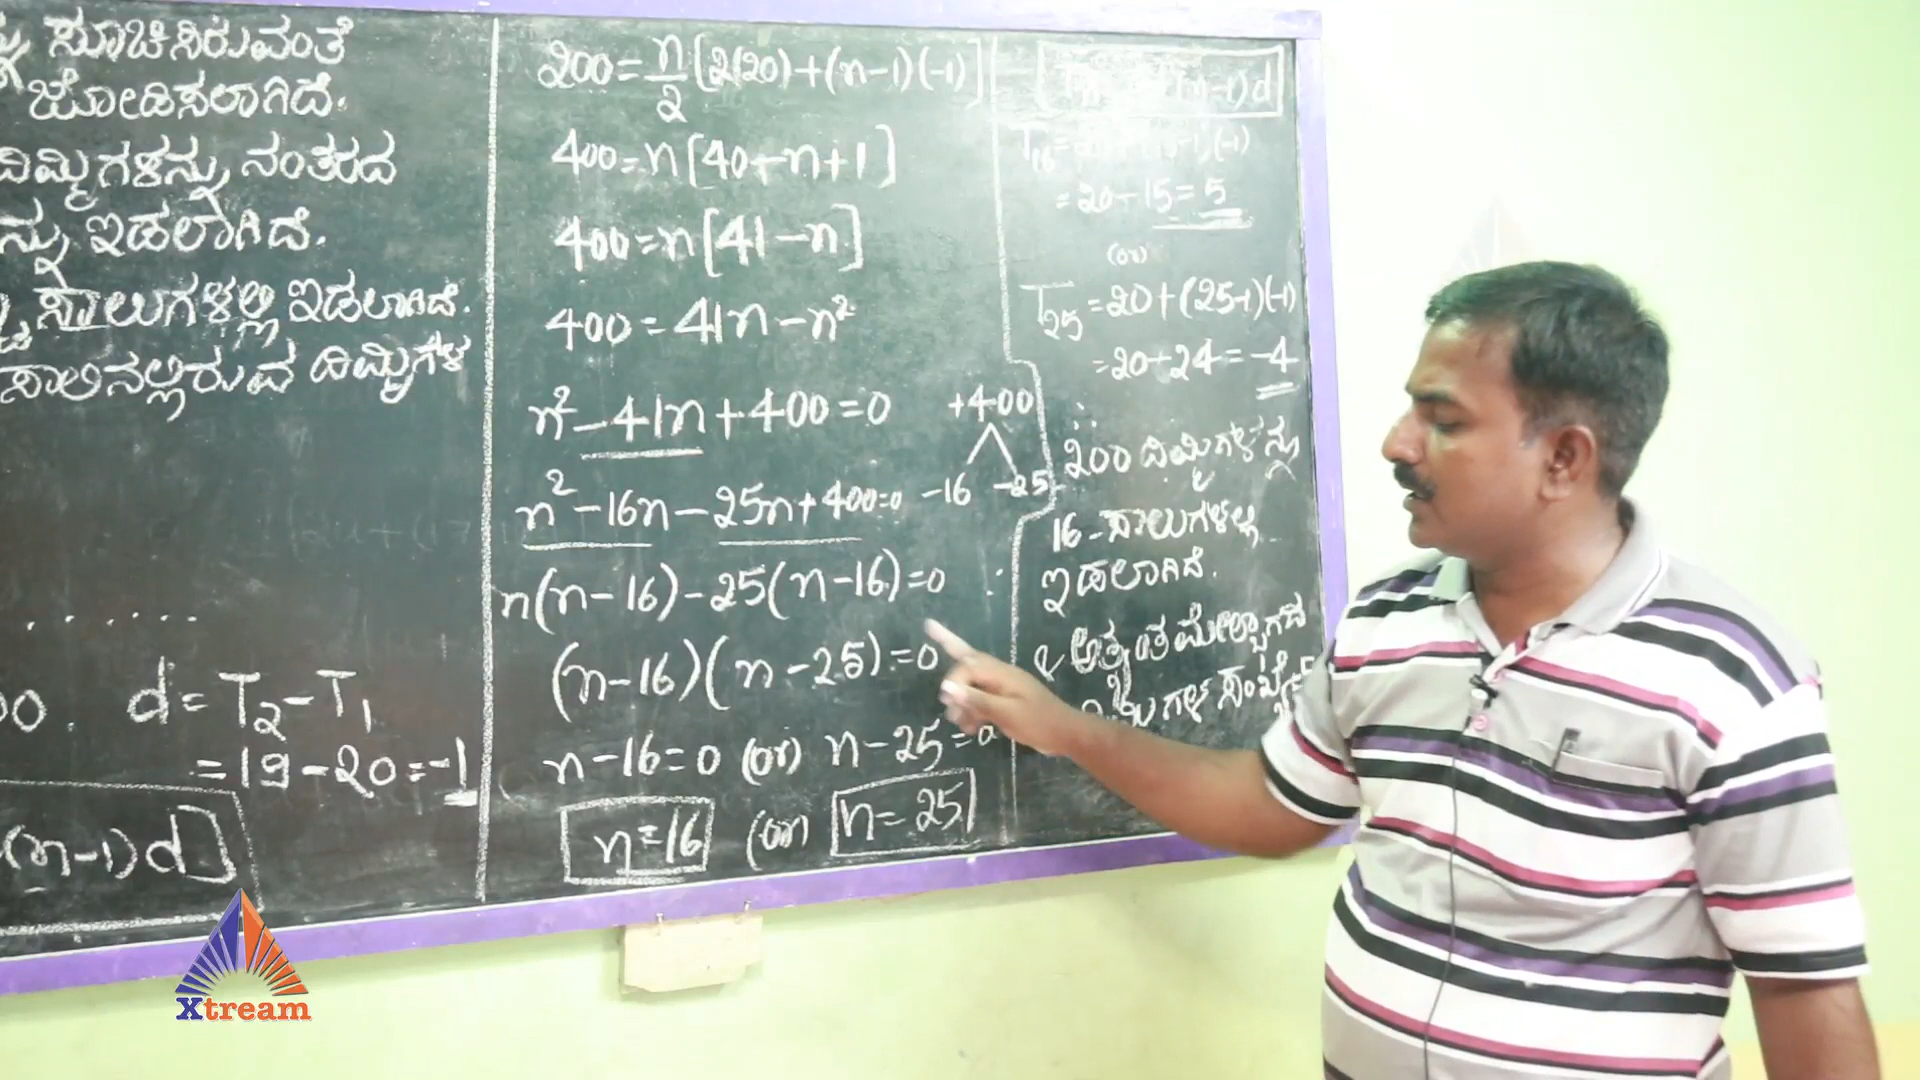 ಸೂಚಿಸಿರುವಂತೆ
ಜೋಡಿಸಲಾಗಿದೆ.
ದಿಮ್ಮಿಗಳನ್ನು ನಂತರದ
ನ್ನು ಇಡಲಾಗಿದೆ.
ಸಾಲುಗಳಲ್ಲಿ ಇಡಲಾಗಿದೆ.
ಸಾಲಿನಲ್ಲಿರುವ ದಿಮ್ಮಿಗಳ
. . . . . . .
00. d = T₂ - T₁
= 19 - 20 = -1
(n-1)d
200 = n/2 [2(20) + (n-1)(-1)]
400 = n[40 - n + 1]
400 = n[41 - n]
400 = 41n - n²
n² - 41n + 400 = 0
+400
-16 -25
n² - 16n - 25n + 400 = 0
n(n-16) - 25(n-16) = 0
(n-16)(n-25) = 0
n-16=0 (or) n-25=0
n=16 (or) n=25
(n-1)d
= 20 - 15 = 5
(or)
T₂₅ = 20 + (25-1)(-1)
= 20 - 24 = -4
∴ 200 ದಿಮ್ಮಿಗಳನ್ನು
16 - ಸಾಲುಗಳಲ್ಲಿ
ಇಡಲಾಗಿದೆ.
ಅತ್ಯಂತ ಮೇಲ್ಭಾಗದ
ದಿಮ್ಮಿಗಳ ಸಂಖ್ಯೆ
Xtream